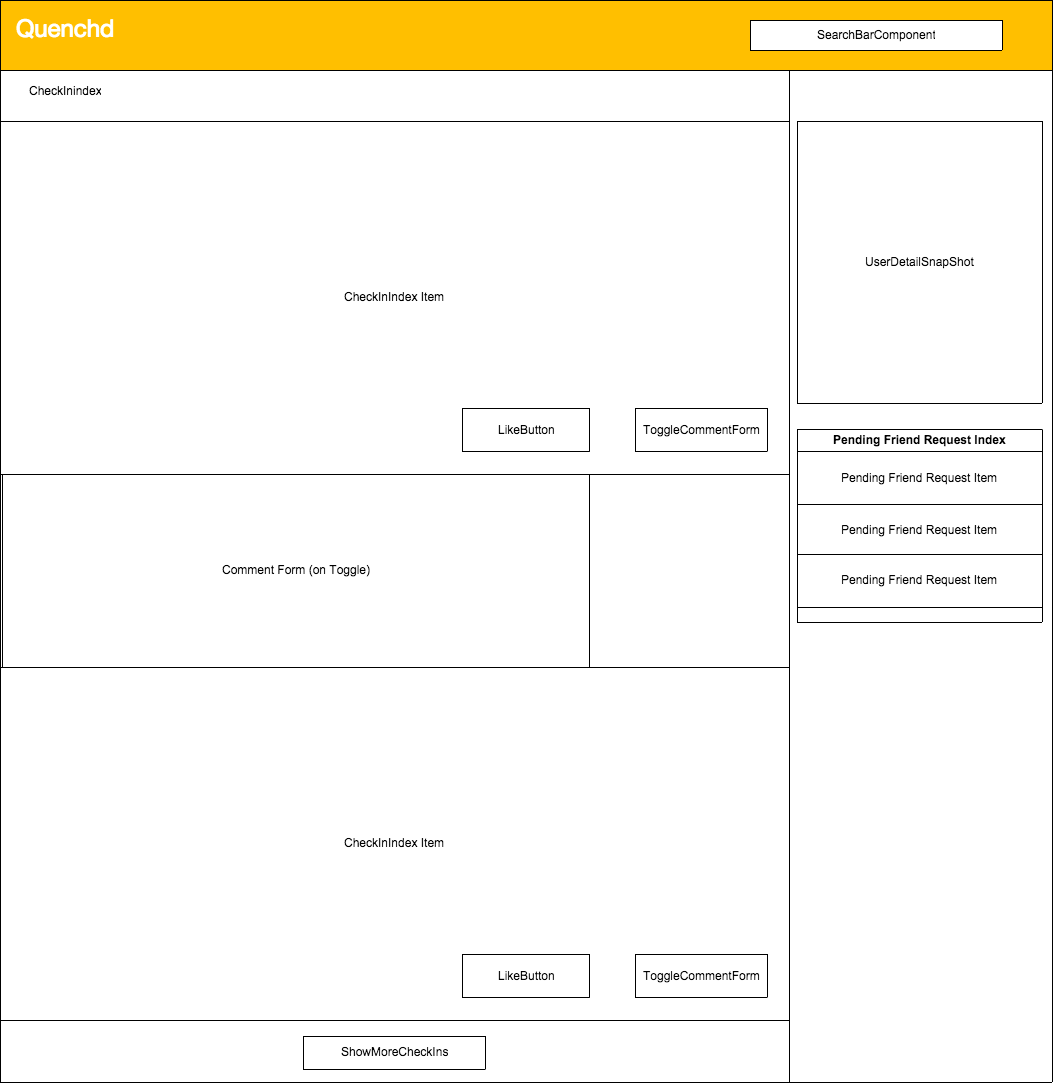 Quenchd
SearchBarComponent
CheckInindex
CheckInIndex Item
LikeButton
ToggleCommentForm
Comment Form (on Toggle)
CheckInIndex Item
LikeButton
ToggleCommentForm
ShowMoreCheckIns
UserDetailSnapShot
Pending Friend Request Index
Pending Friend Request Item
Pending Friend Request Item
Pending Friend Request Item